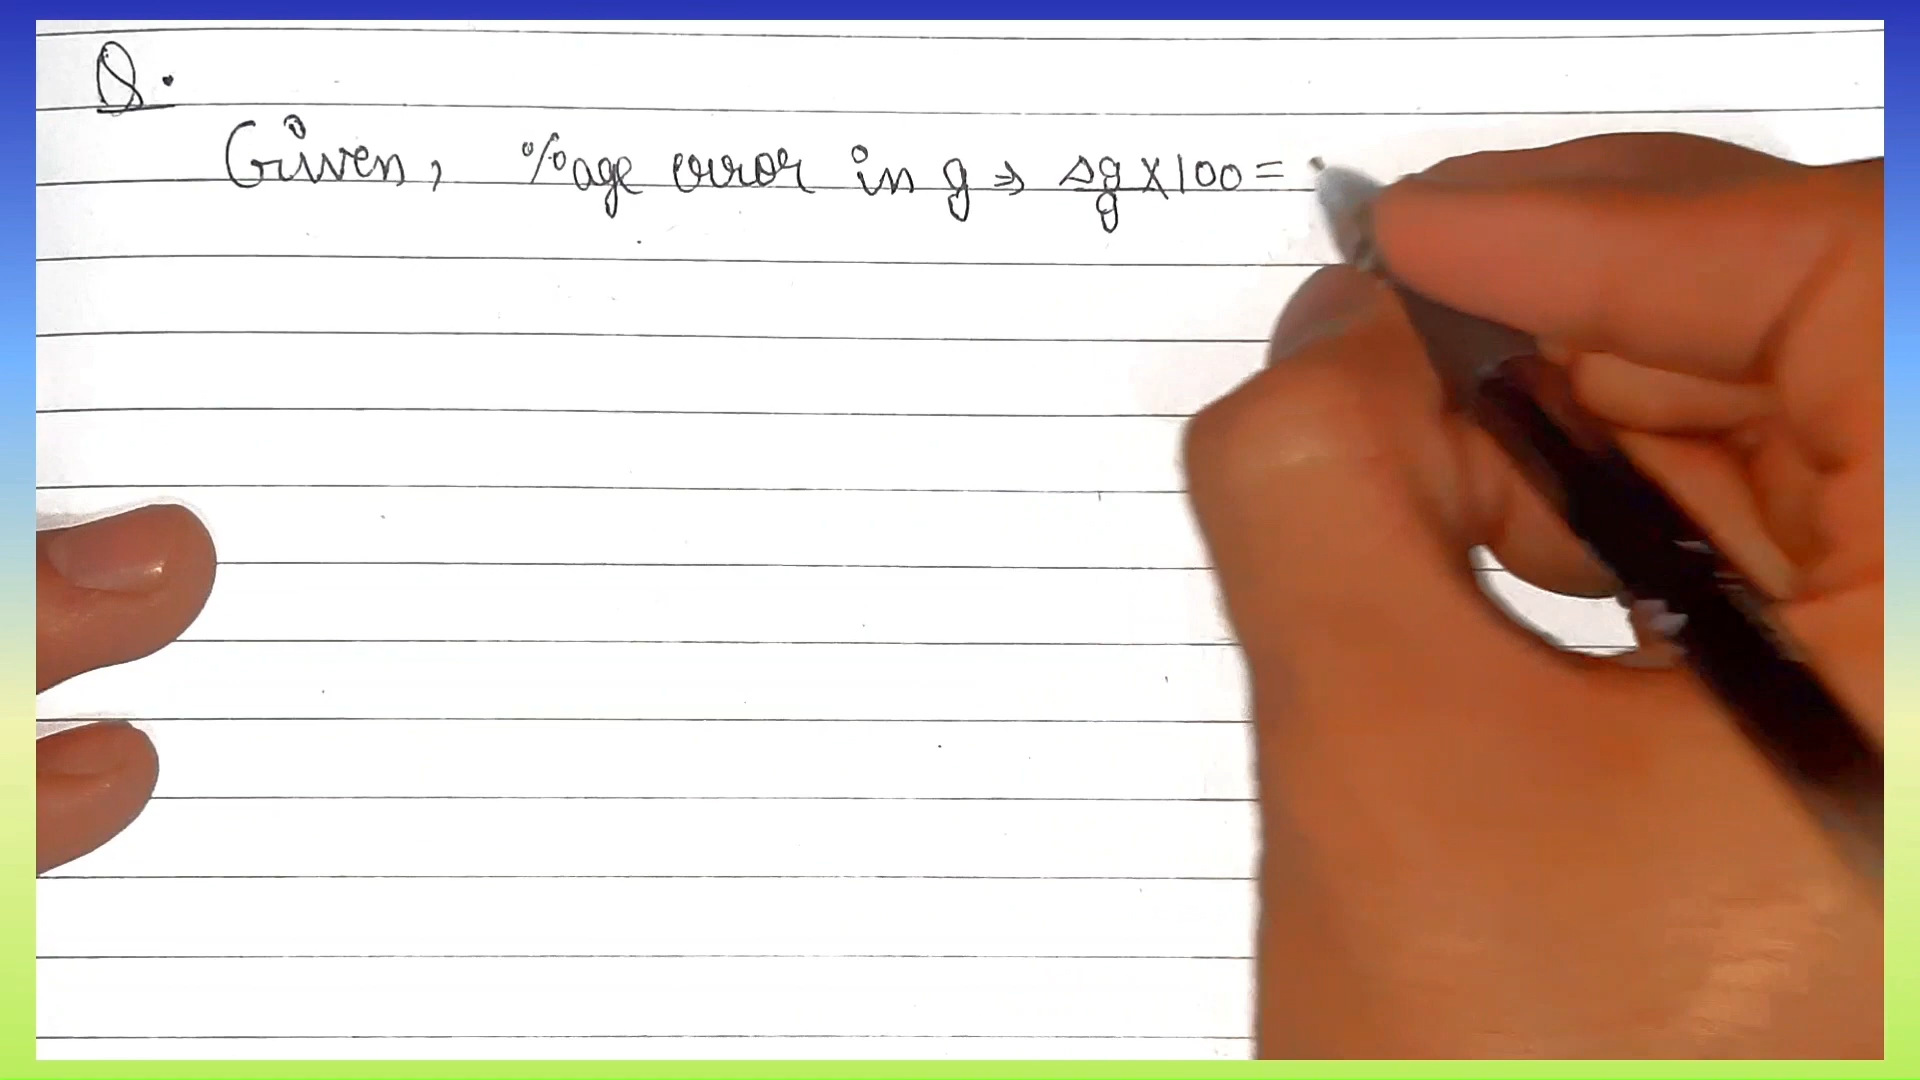 Q.
Given, %age error in g ⇒ Δg/g × 100 =